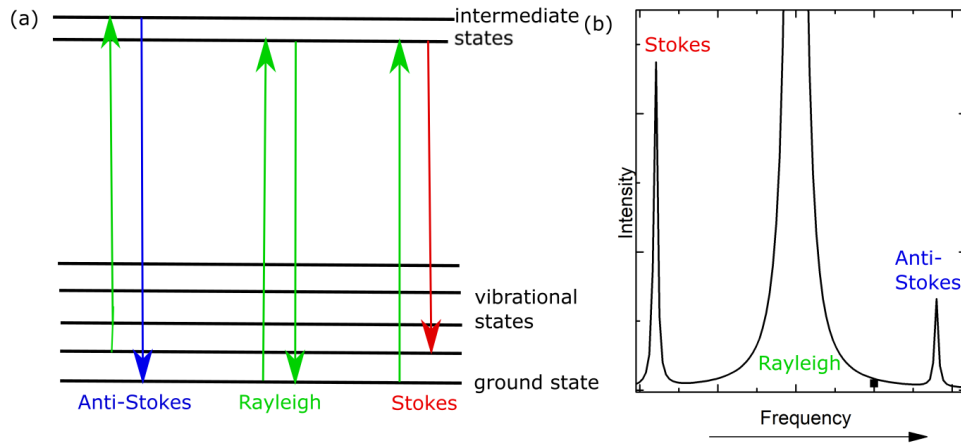 (a)
intermediate
states
vibrational
states
ground state
Anti-Stokes
Rayleigh
Stokes
(b)
Stokes
Intensity
Anti-
Stokes
Rayleigh
Frequency